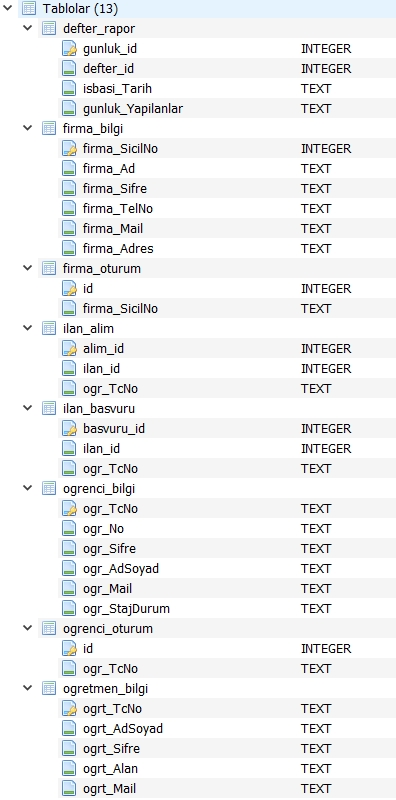 Tablolar (13)
defter_rapor
gunluk_id INTEGER
defter_id INTEGER
isbasi_Tarih TEXT
gunluk_Yapilanlar TEXT
firma_bilgi
firma_SicilNo INTEGER
firma_Ad TEXT
firma_Sifre TEXT
firma_TelNo TEXT
firma_Mail TEXT
firma_Adres TEXT
firma_oturum
id INTEGER
firma_SicilNo TEXT
ilan_alim
alim_id INTEGER
ilan_id INTEGER
ogr_TcNo TEXT
ilan_basvuru
basvuru_id INTEGER
ilan_id INTEGER
ogr_TcNo TEXT
ogrenci_bilgi
ogr_TcNo TEXT
ogr_No TEXT
ogr_Sifre TEXT
ogr_AdSoyad TEXT
ogr_Mail TEXT
ogr_StajDurum TEXT
ogrenci_oturum
id INTEGER
ogr_TcNo TEXT
ogretmen_bilgi
ogrt_TcNo TEXT
ogrt_AdSoyad TEXT
ogrt_Sifre TEXT
ogrt_Alan TEXT
ogrt_Mail TEXT